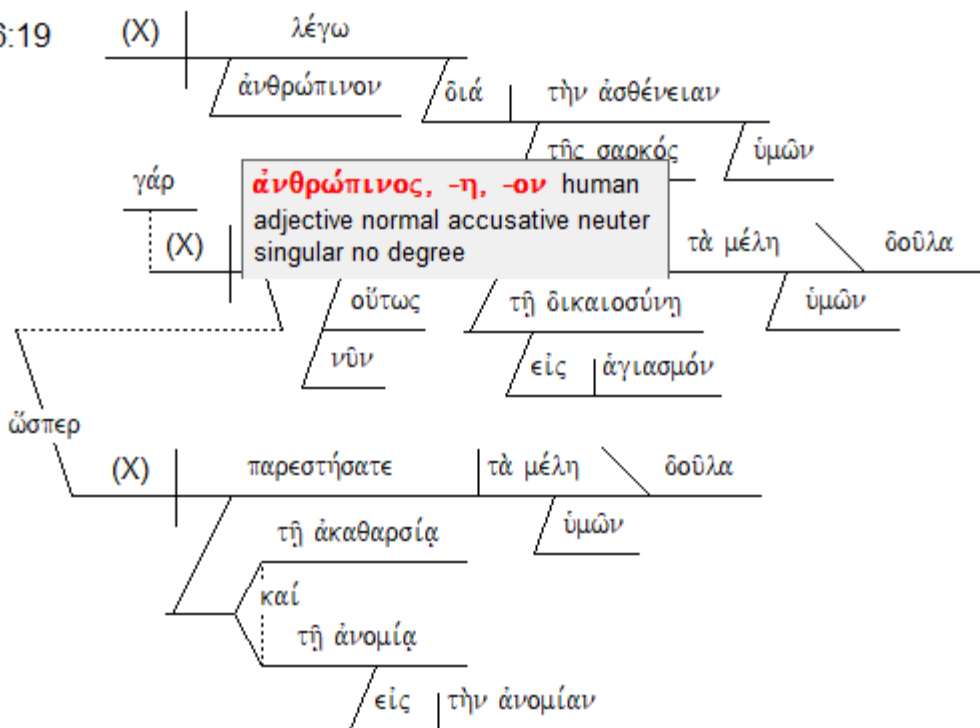 6:19 (X) λέγω
ἀνθρώπινον διά τὴν ἀσθένειαν
τῆς σαρκός ὑμῶν
γάρ
ἀνθρώπινος, -η, -ον human
adjective normal accusative neuter
singular no degree
(X) τὰ μέλη δοῦλα
οὕτως τῇ δικαιοσύνῃ ὑμῶν
νῦν εἰς ἁγιασμόν
ὥσπερ
(X) παρεστήσατε τὰ μέλη δοῦλα
τῇ ἀκαθαρσίᾳ ὑμῶν
καί
τῇ ἀνομίᾳ
εἰς τὴν ἀνομίαν